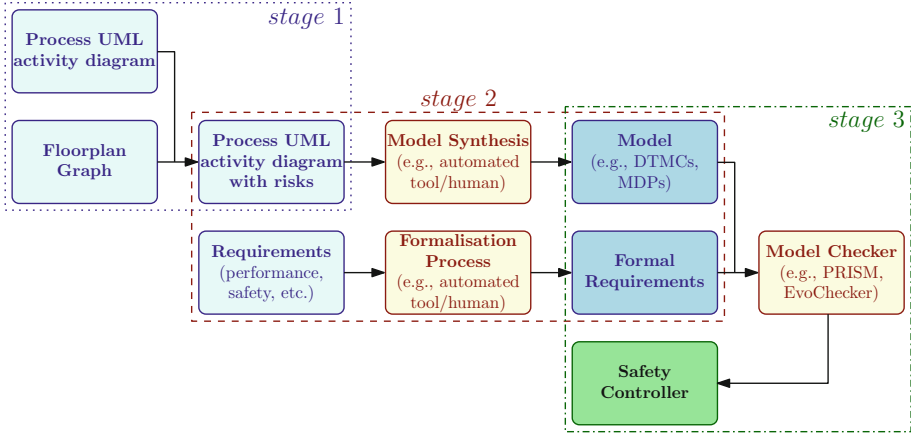 stage 1
Process UML
activity diagram
stage 2
stage 3
Floorplan
Graph
Process UML
activity diagram
with risks
Model Synthesis
(e.g., automated
tool/human)
Model
(e.g., DTMCs,
MDPs)
Requirements
(performance,
safety, etc.)
Formalisation
Process
(e.g., automated
tool/human)
Formal
Requirements
Model Checker
(e.g., PRISM,
EvoChecker)
Safety
Controller